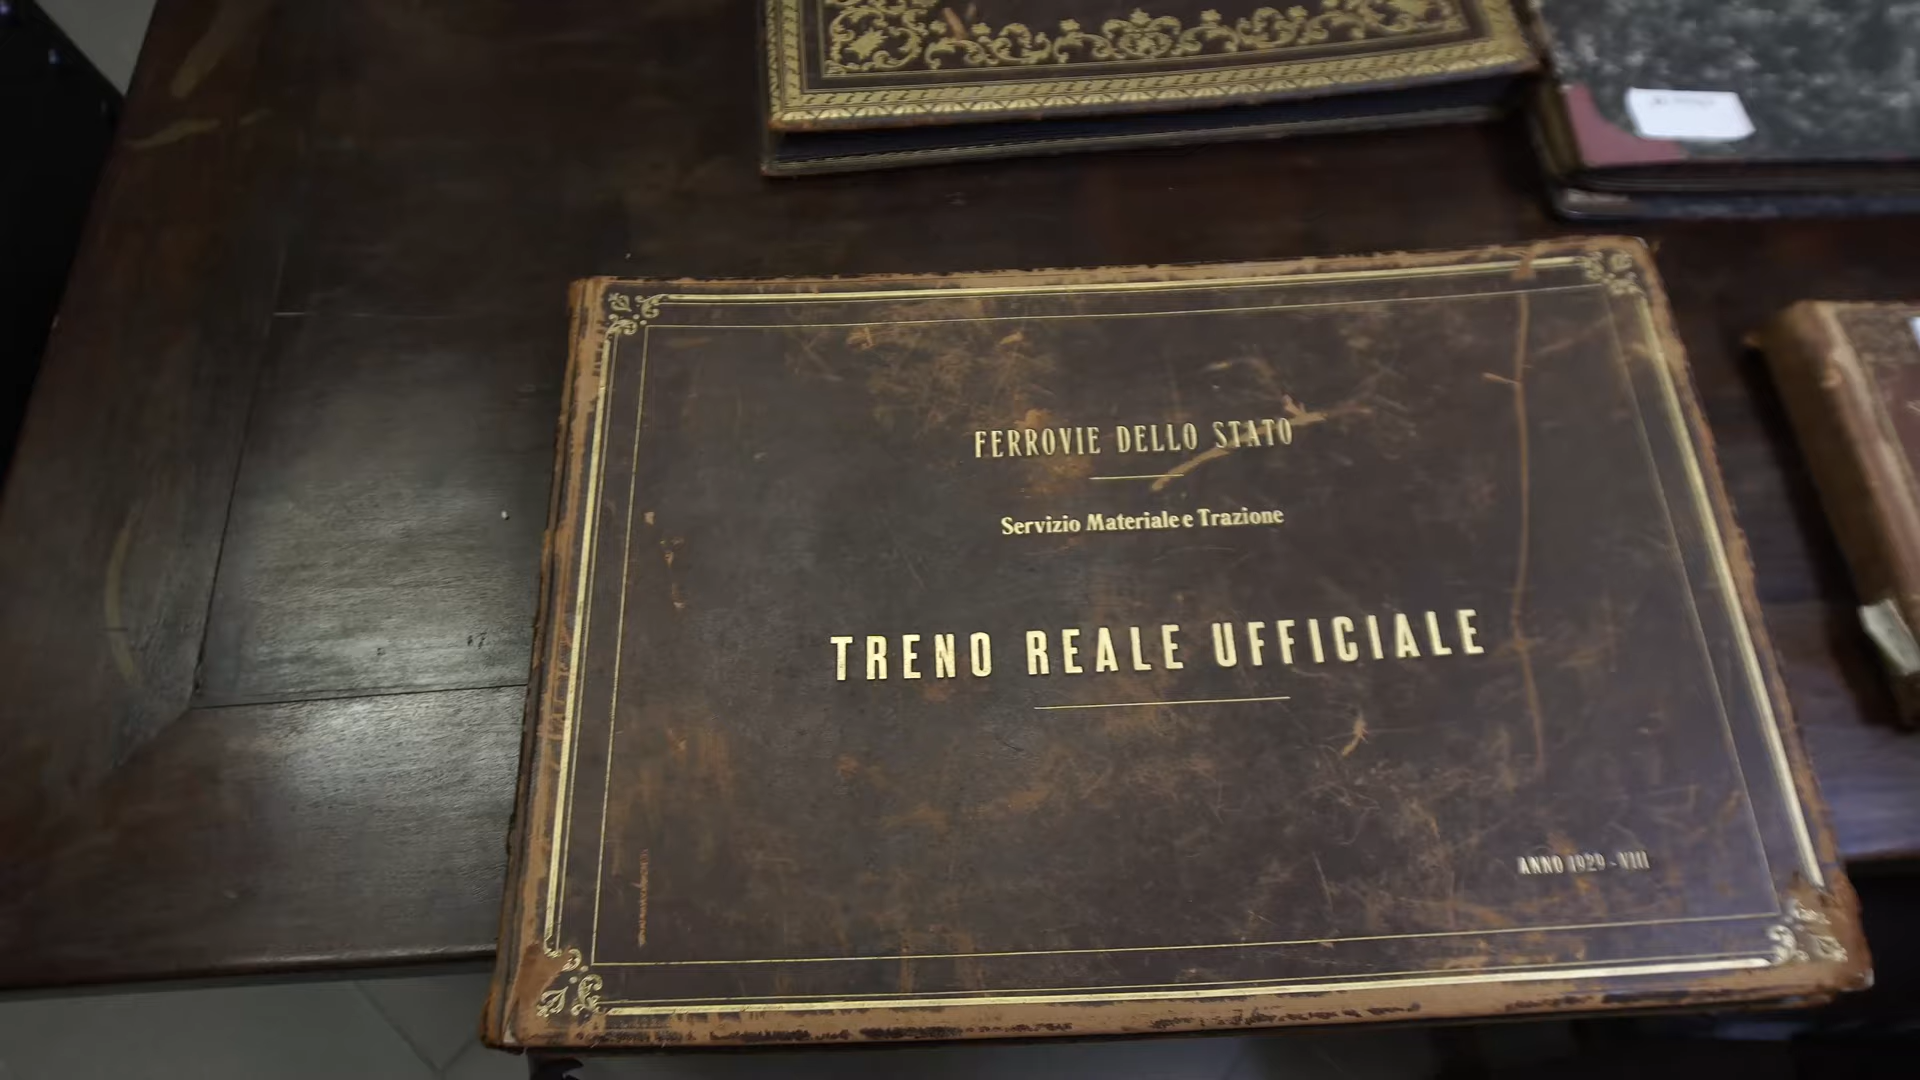 FERROVIE DELLO STATO
Servizio Materiale e Trazione
TRENO REALE UFFICIALE
ANNO 1929 - VIII